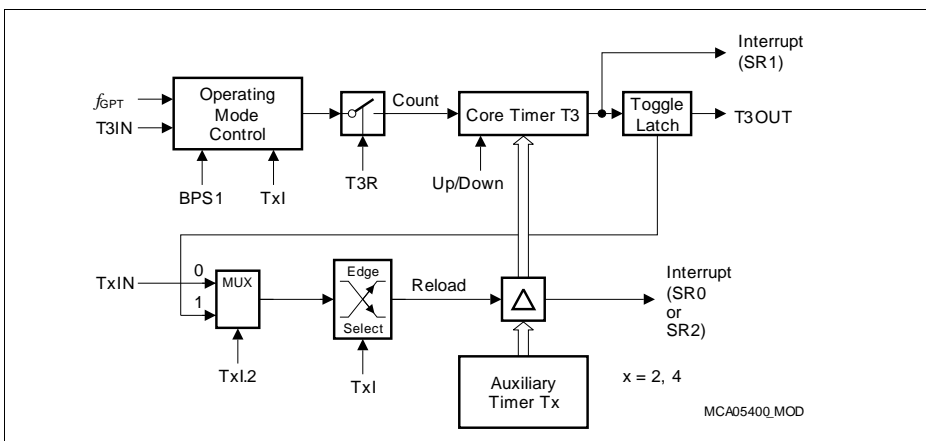 Interrupt
(SR1)
fGPT
T3IN
Operating
Mode
Control
Count
Core Timer T3
Toggle
Latch
T3OUT
BPS1
TxI
T3R
Up/Down
TxIN
0
1
MUX
Edge
Select
Reload
Interrupt
(SR0
or
SR2)
TxI.2
TxI
Auxiliary
Timer Tx
x = 2, 4
MCA05400_MOD